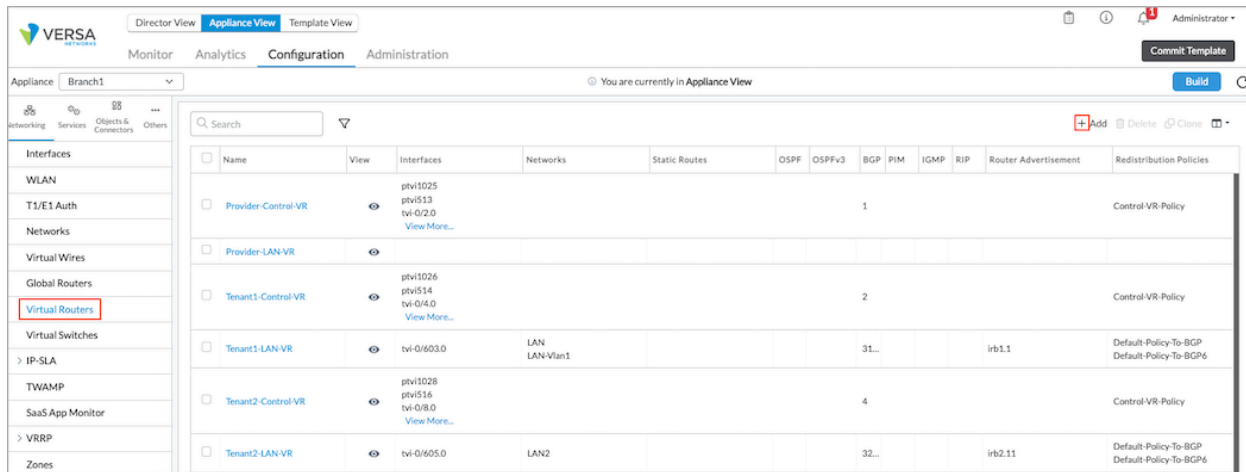 VERSA
NETWORKS
Director View Appliance View Template View
1
Administrator
Monitor Analytics Configuration Administration
Commit Template
Appliance Branch1
You are currently in Appliance View
Build
Networking Services Objects & Connectors Others
Search
+ Add Delete Clone
Interfaces
WLAN
T1/E1 Auth
Networks
Virtual Wires
Global Routers
Virtual Routers
Virtual Switches
> IP-SLA
TWAMP
SaaS App Monitor
> VRRP
Zones
Name View Interfaces Networks Static Routes OSPF OSPFv3 BGP PIM IGMP RIP Router Advertisement Redistribution Policies
ptvi1025
ptvi513
Provider-Control-VR tvi-0/2.0 1 Control-VR-Policy
View More...
Provider-LAN-VR
ptvi1026
ptvi514
Tenant1-Control-VR tvi-0/4.0 2 Control-VR-Policy
View More...
Tenant1-LAN-VR tvi-0/603.0 LAN 31... irb1.1 Default-Policy-To-BGP
LAN-Vlan1 Default-Policy-To-BGP6
ptvi1028
ptvi516
Tenant2-Control-VR tvi-0/8.0 4 Control-VR-Policy
View More...
Tenant2-LAN-VR tvi-0/605.0 LAN2 32... irb2.11 Default-Policy-To-BGP
Default-Policy-To-BGP6